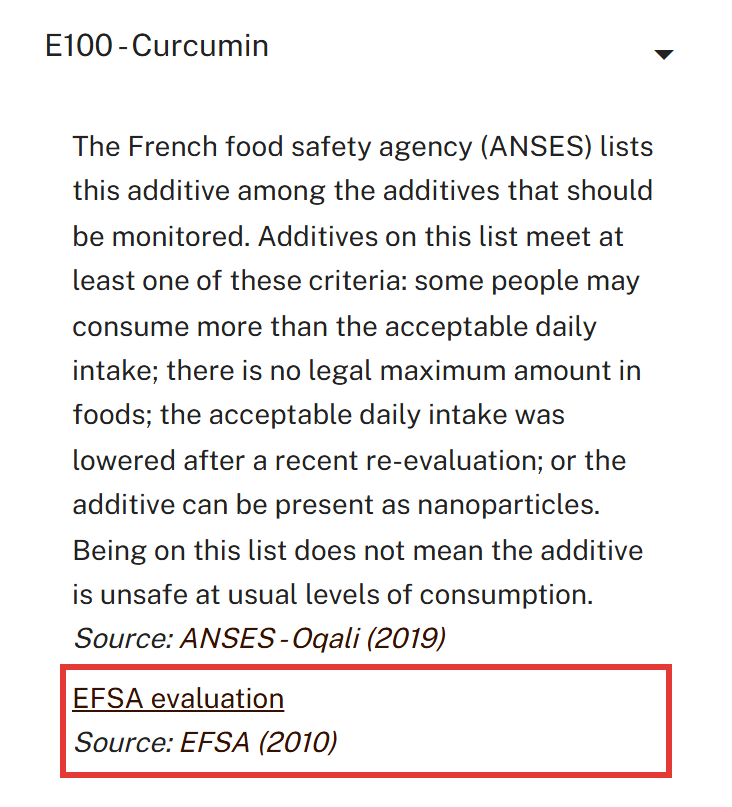 E100 - Curcumin
The French food safety agency (ANSES) lists
this additive among the additives that should
be monitored. Additives on this list meet at
least one of these criteria: some people may
consume more than the acceptable daily
intake; there is no legal maximum amount in
foods; the acceptable daily intake was
lowered after a recent re-evaluation; or the
additive can be present as nanoparticles.
Being on this list does not mean the additive
is unsafe at usual levels of consumption.
Source: ANSES - Oqali (2019)
EFSA evaluation
Source: EFSA (2010)